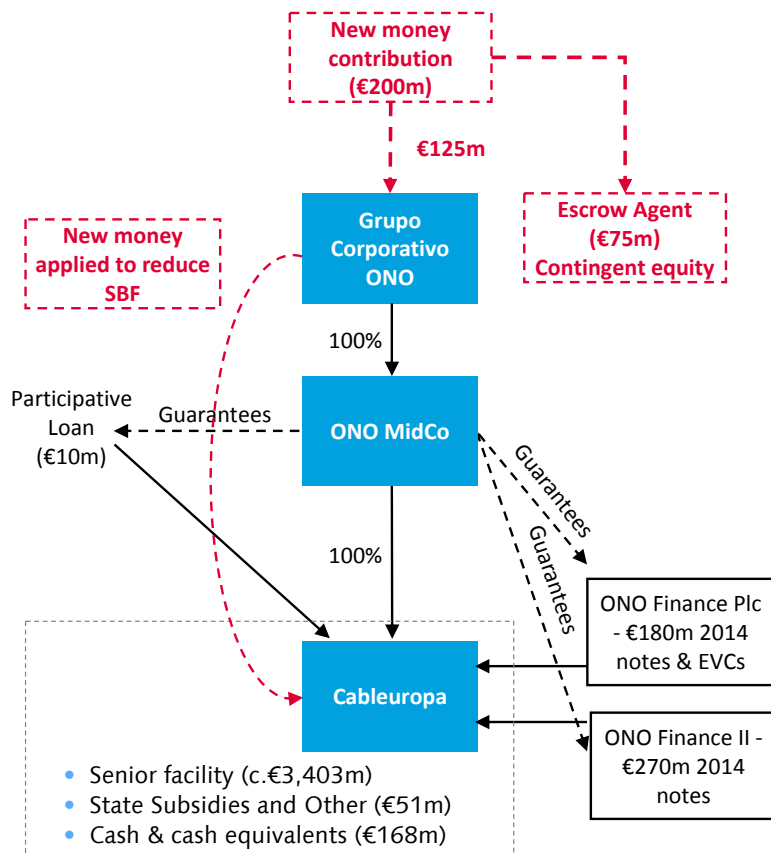 New money
contribution
(€200m)
€125m
Grupo
Corporativo
ONO
Escrow Agent
(€75m)
Contingent equity
New money
applied to reduce
SBF
100%
Participative
Loan
(€10m)
Guarantees
ONO MidCo
Guarantees
Guarantees
100%
ONO Finance Plc
- €180m 2014
notes & EVCs
Cableuropa
ONO Finance II -
€270m 2014
notes
• Senior facility (c.€3,403m)
• State Subsidies and Other (€51m)
• Cash & cash equivalents (€168m)